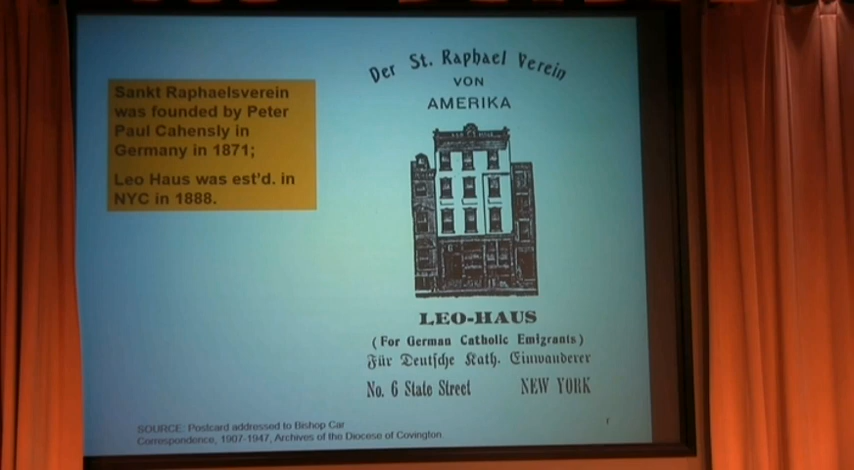 Sankt Raphaelsverein
was founded by Peter
Paul Cahensly in
Germany in 1871;
Leo Haus was est'd. in
NYC in 1888.
Der St. Raphael Verein
VON
AMERIKA
LEO-HAUS
(For German Catholic Emigrants)
Für Deutsche Kath. Einwanderer
No. 6 State Street NEW YORK
SOURCE: Postcard addressed to Bishop Car
Correspondence, 1907-1947, Archives of the Diocese of Covington.